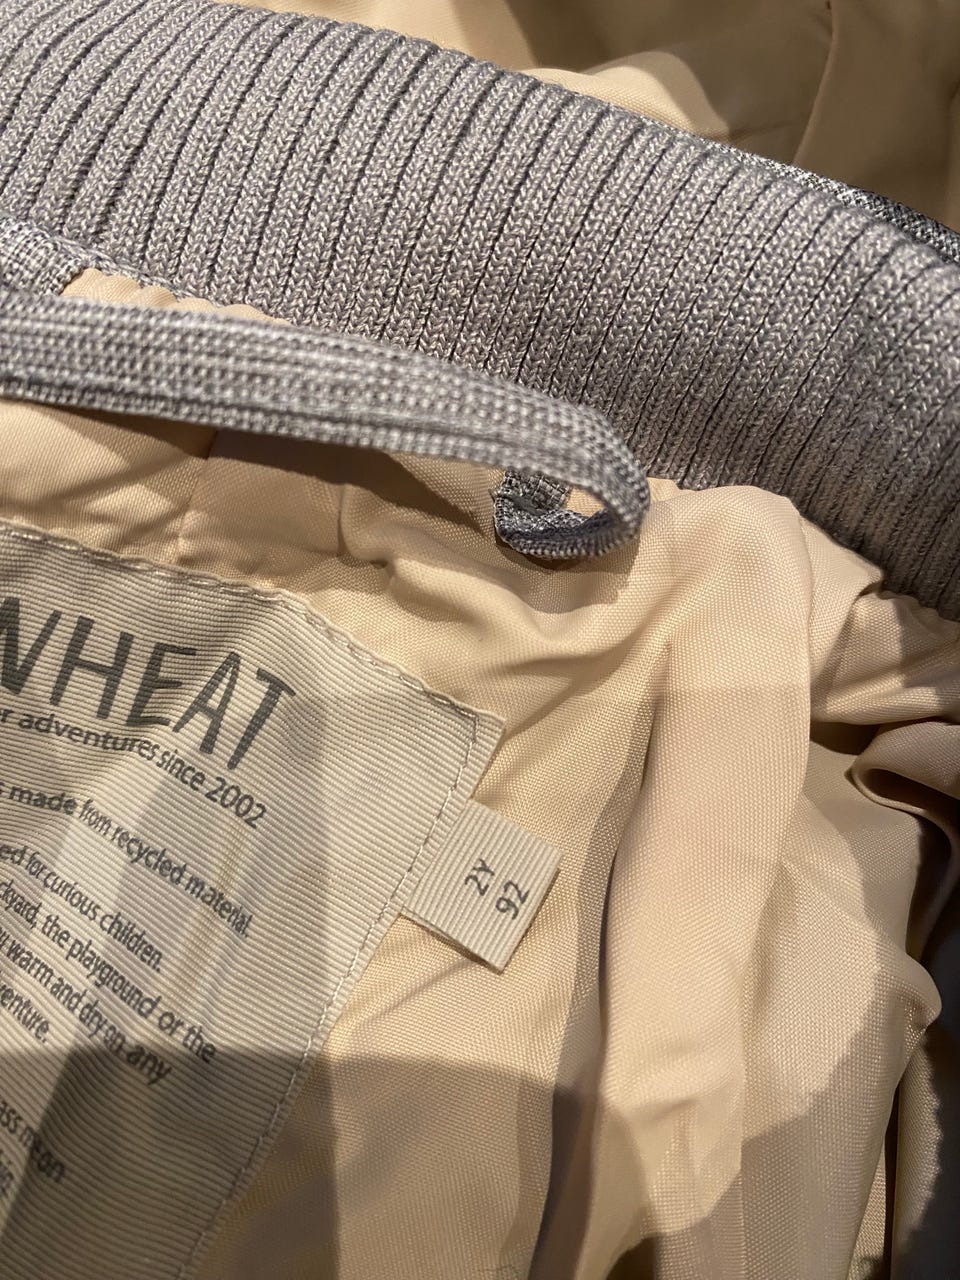 WHEAT
adventures since 2002
made from recycled material.
for curious children.
the playground or the
warm and dry on any
2Y
92